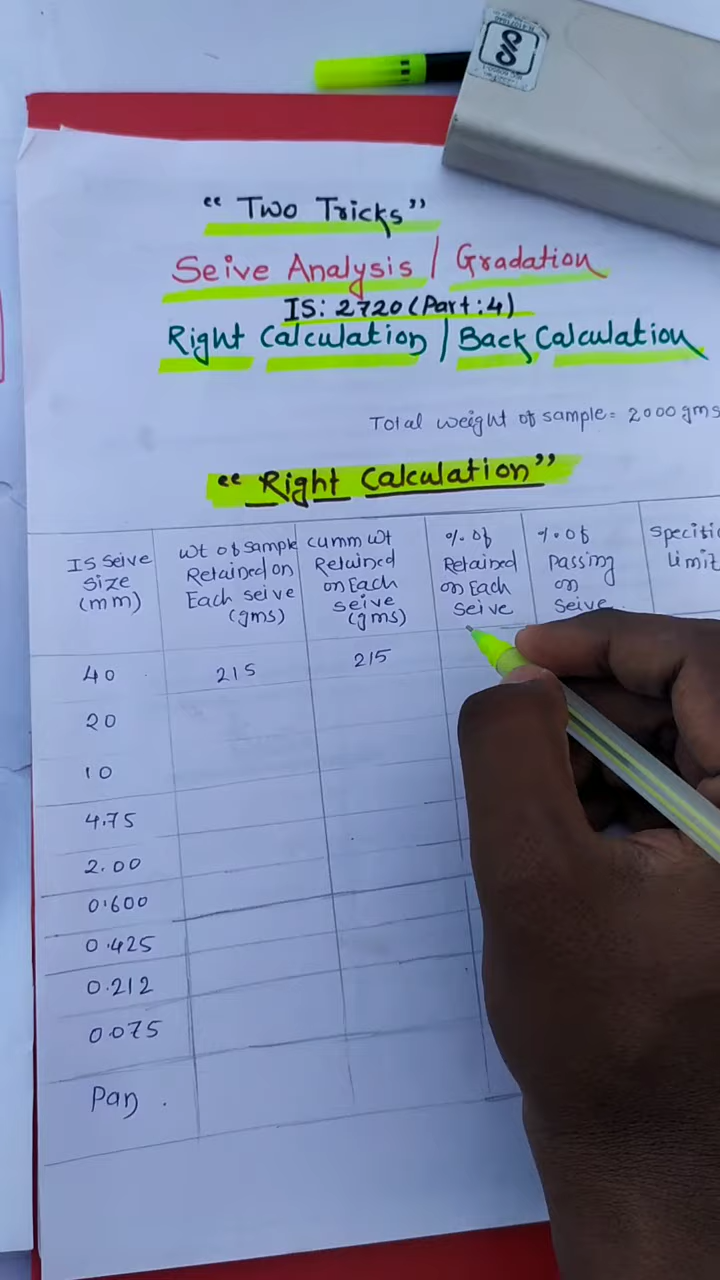 “Two Tricks”
Seive Analysis / Gradation
IS: 2720 (Part:4)
Right Calculation / Back Calculation
Total weight of sample = 2000 gms
“Right Calculation”
IS Seive Size (mm)
wt of sample Retained on Each seive (gms)
cumm wt Retained on Each seive (gms)
% of Retained on Each Seive
% of Passing on Seive
40 215 215
20
10
4.75
2.00
0.600
0.425
0.212
0.075
Pan